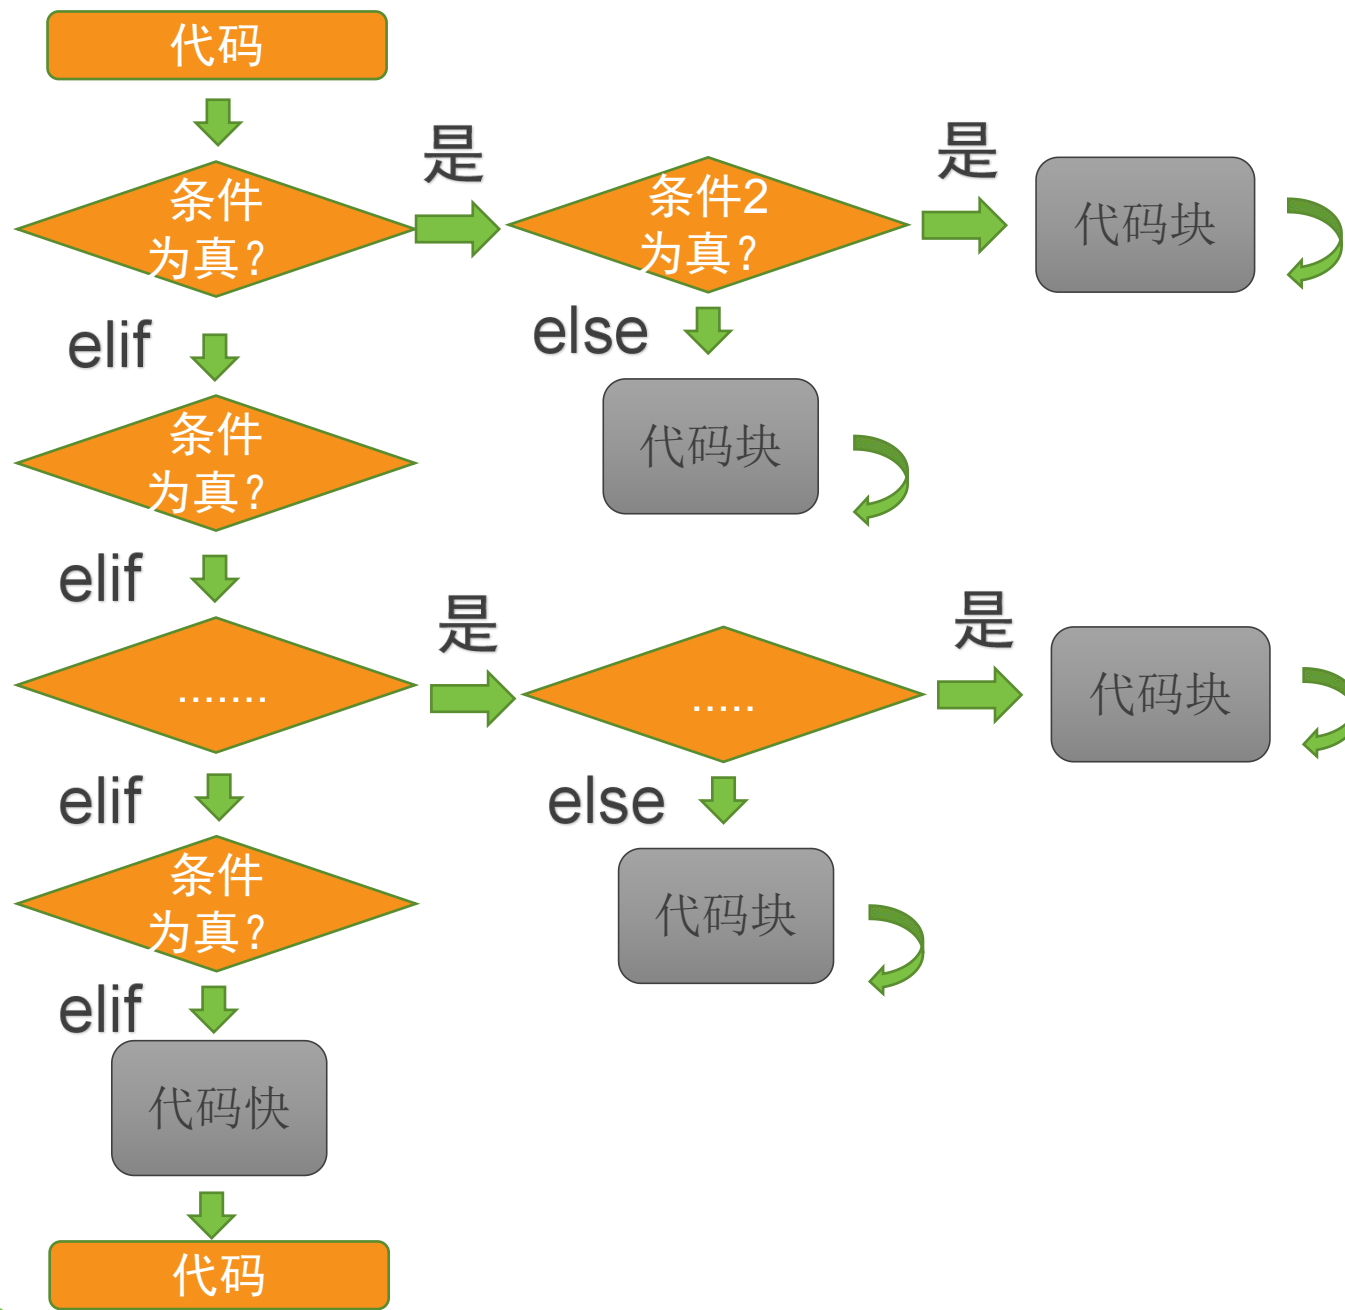 代码
是
是
条件
为真？
条件2
为真？
代码块
elif
else
条件
为真？
代码块
elif
是
是
.......
.....
代码块
elif
else
条件
为真？
代码块
elif
代码快
代码